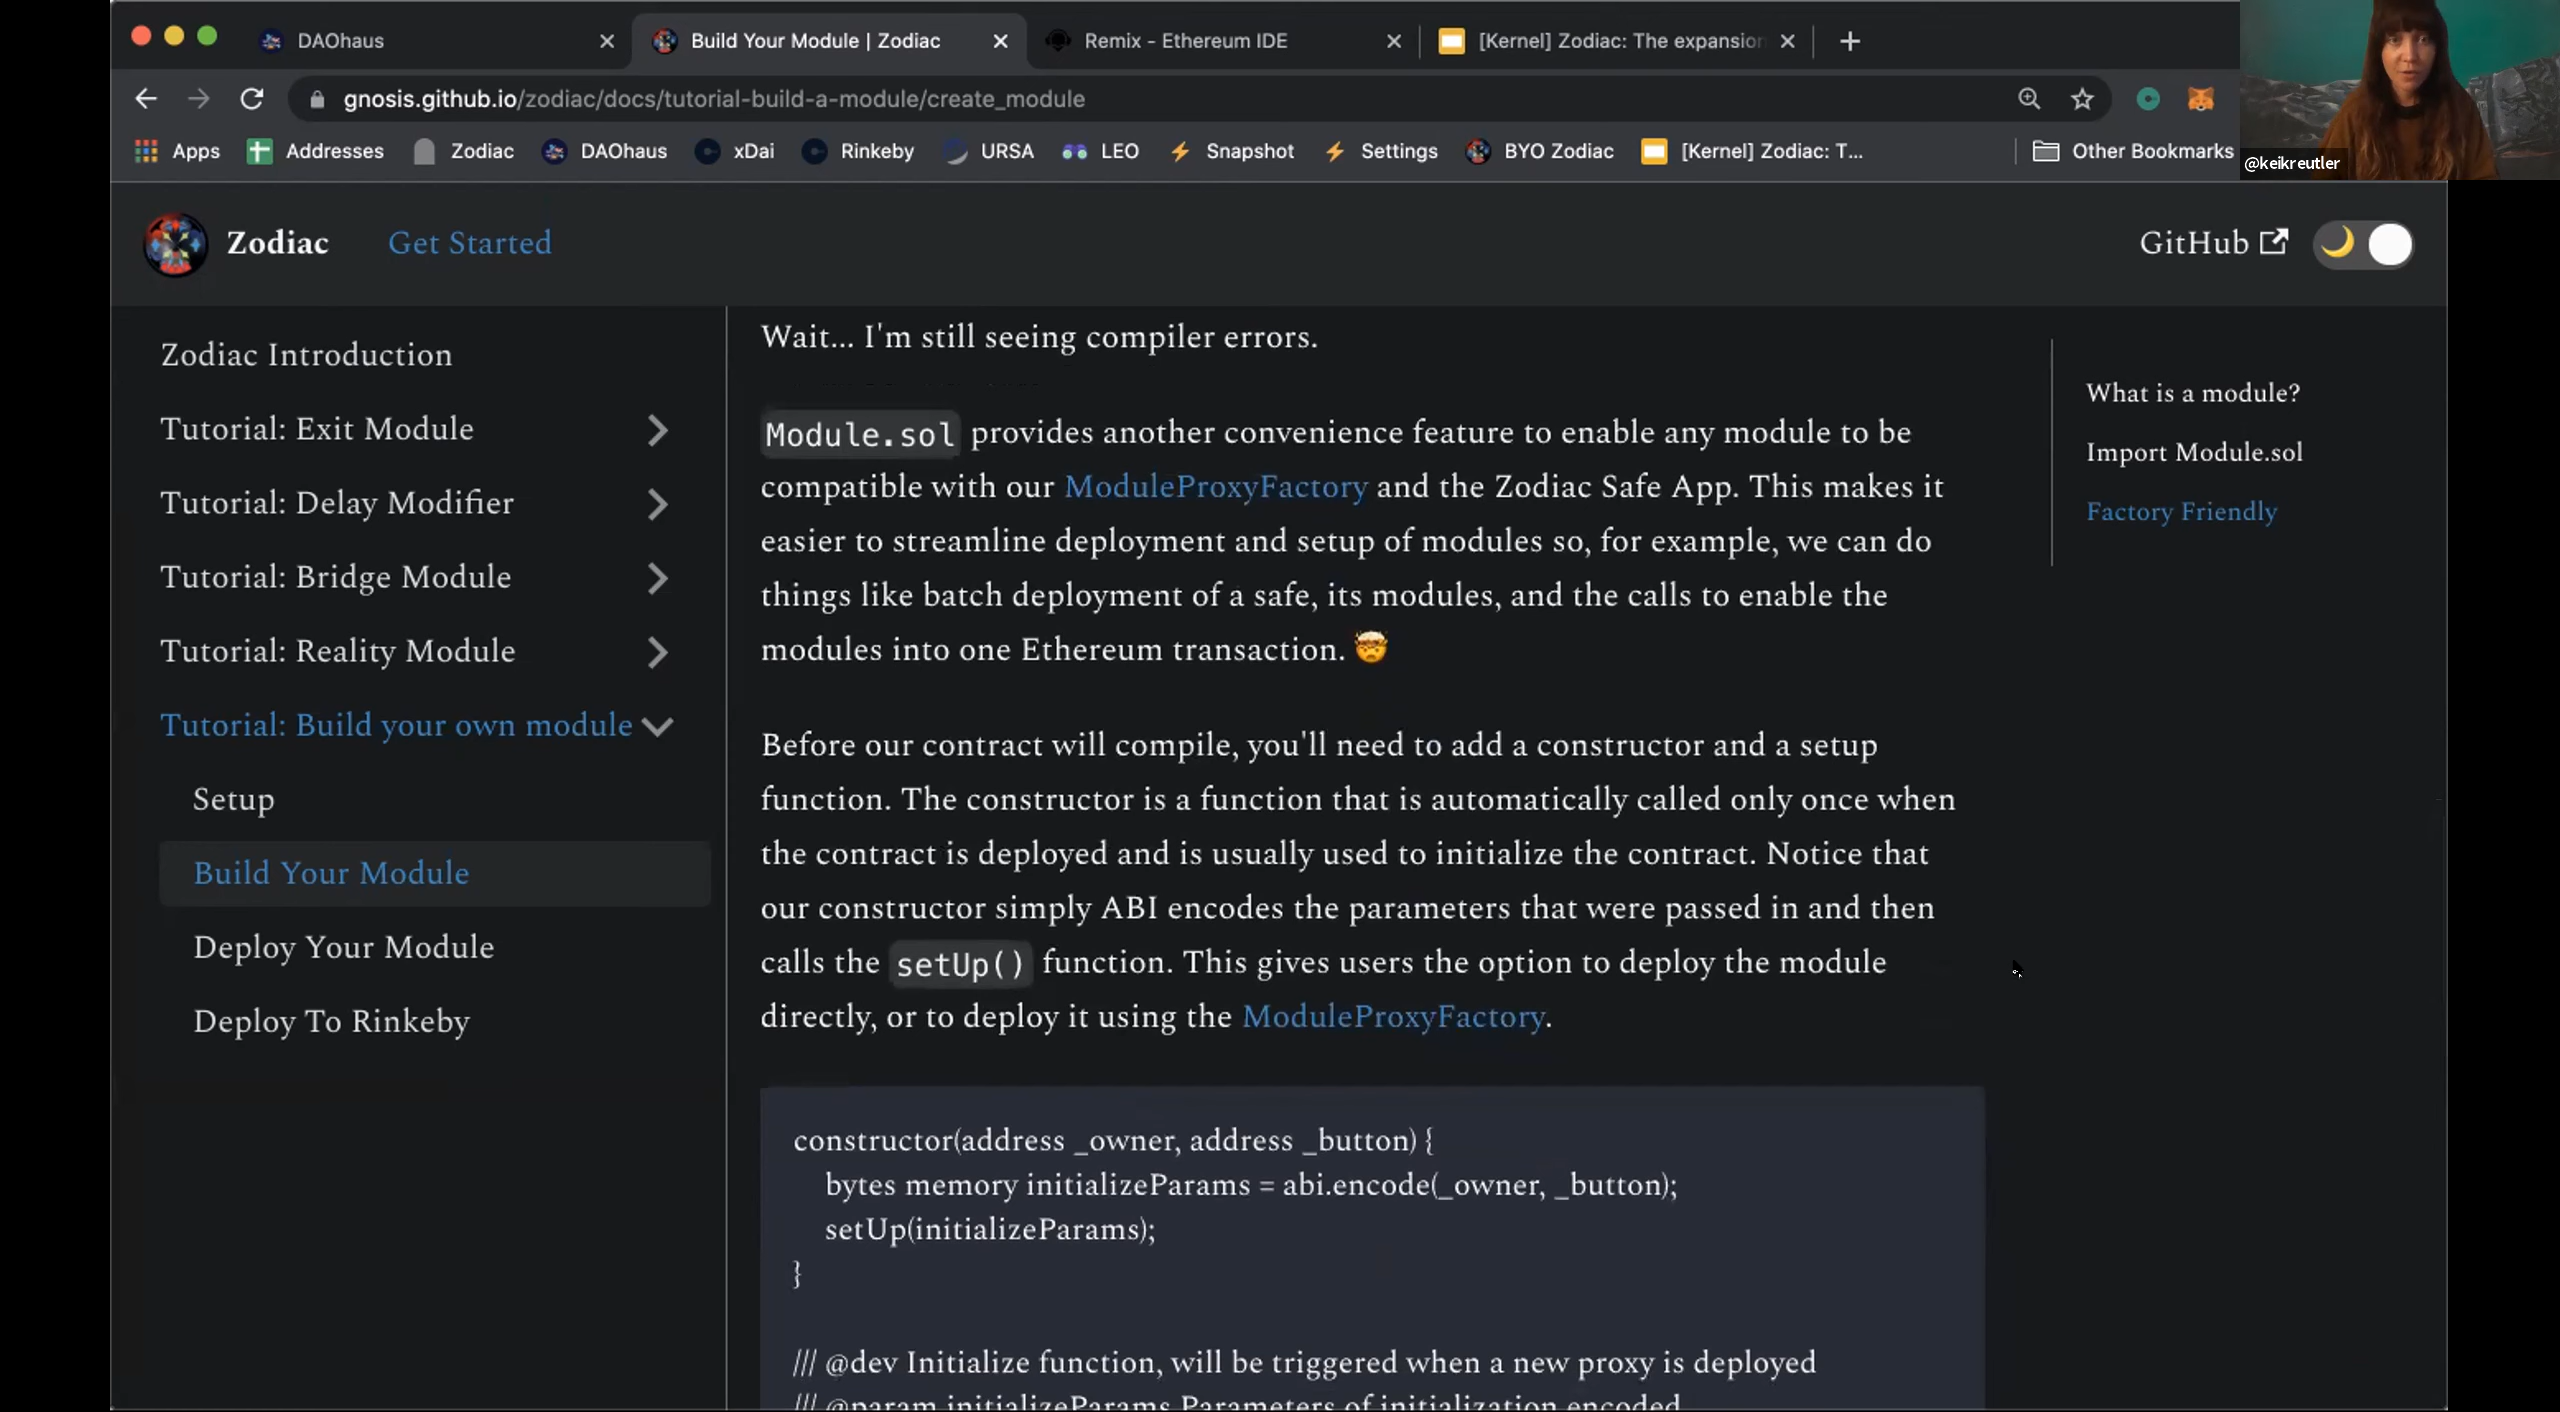 DAOhaus
Build Your Module | Zodiac
Remix - Ethereum IDE
[Kernel] Zodiac: The expansion
gnosis.github.io/zodiac/docs/tutorial-build-a-module/create_module
Apps
Addresses
Zodiac
DAOhaus
xDai
Rinkeby
URSA
LEO
Snapshot
Settings
BYO Zodiac
[Kernel] Zodiac: T...
Other Bookmarks
@keikreutler
Zodiac
Get Started
GitHub
Zodiac Introduction
Tutorial: Exit Module
Tutorial: Delay Modifier
Tutorial: Bridge Module
Tutorial: Reality Module
Tutorial: Build your own module
Setup
Build Your Module
Deploy Your Module
Deploy To Rinkeby
Wait... I'm still seeing compiler errors.
Module.sol provides another convenience feature to enable any module to be
compatible with our ModuleProxyFactory and the Zodiac Safe App. This makes it
easier to streamline deployment and setup of modules so, for example, we can do
things like batch deployment of a safe, its modules, and the calls to enable the
modules into one Ethereum transaction. 🤯
Before our contract will compile, you'll need to add a constructor and a setup
function. The constructor is a function that is automatically called only once when
the contract is deployed and is usually used to initialize the contract. Notice that
our constructor simply ABI encodes the parameters that were passed in and then
calls the setUp() function. This gives users the option to deploy the module
directly, or to deploy it using the ModuleProxyFactory.
constructor(address _owner, address _button) {
bytes memory initializeParams = abi.encode(_owner, _button);
setUp(initializeParams);
}
/// @dev Initialize function, will be triggered when a new proxy is deployed
/// @param initializeParams Parameters of initialization encoded
What is a module?
Import Module.sol
Factory Friendly